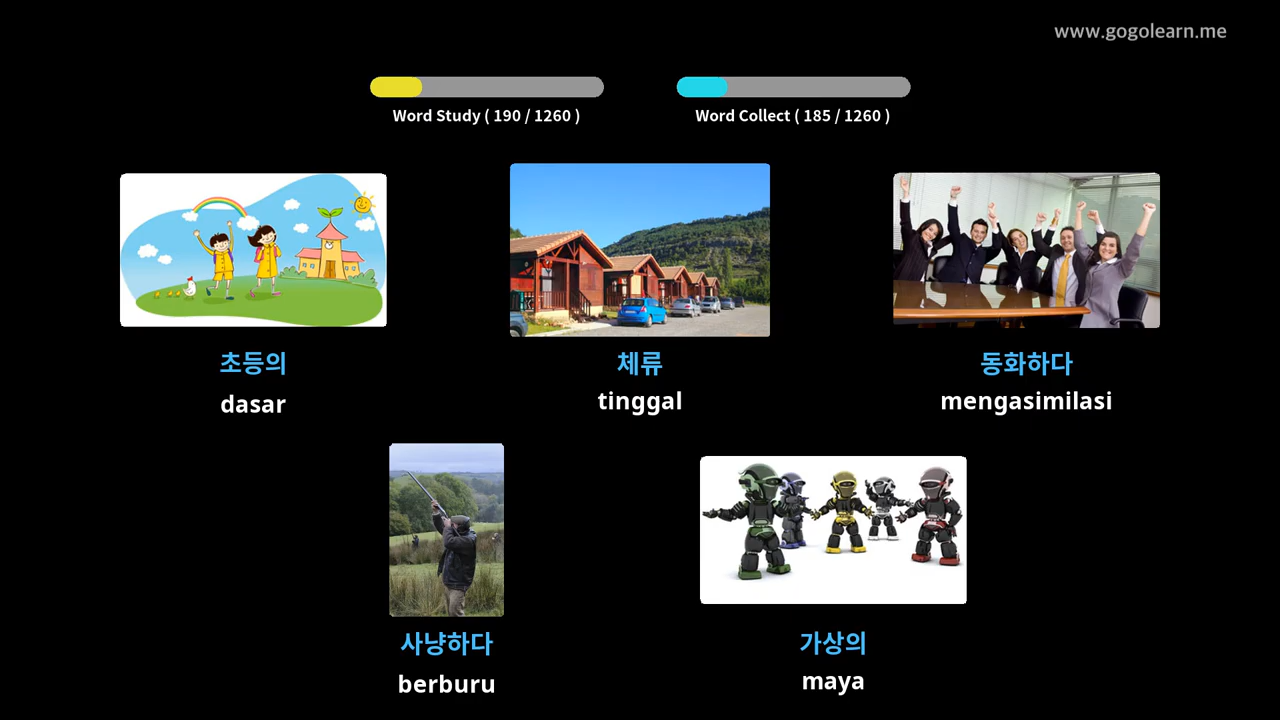 www.gogolearn.me
Word Study ( 190 / 1260 )
Word Collect ( 185 / 1260 )
초등의
dasar
체류
tinggal
동화하다
mengasimilasi
사냥하다
berburu
가상의
maya